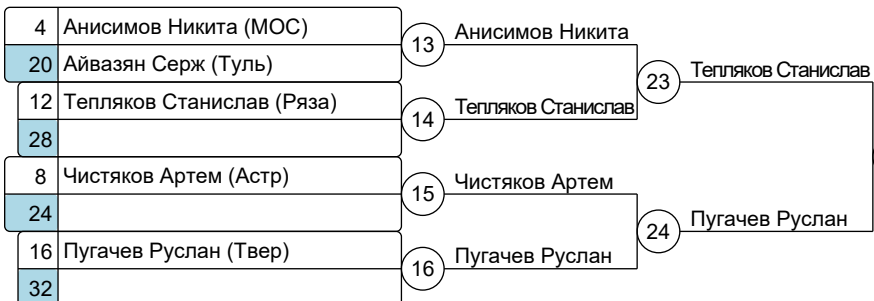 4 Анисимов Никита (МОС)
20 Айвазян Серж (Туль)
12 Тепляков Станислав (Ряза)
28
8 Чистяков Артем (Астр)
24
16 Пугачев Руслан (Твер)
32
13 Анисимов Никита
14 Тепляков Станислав
15 Чистяков Артем
16 Пугачев Руслан
23 Тепляков Станислав
24 Пугачев Руслан